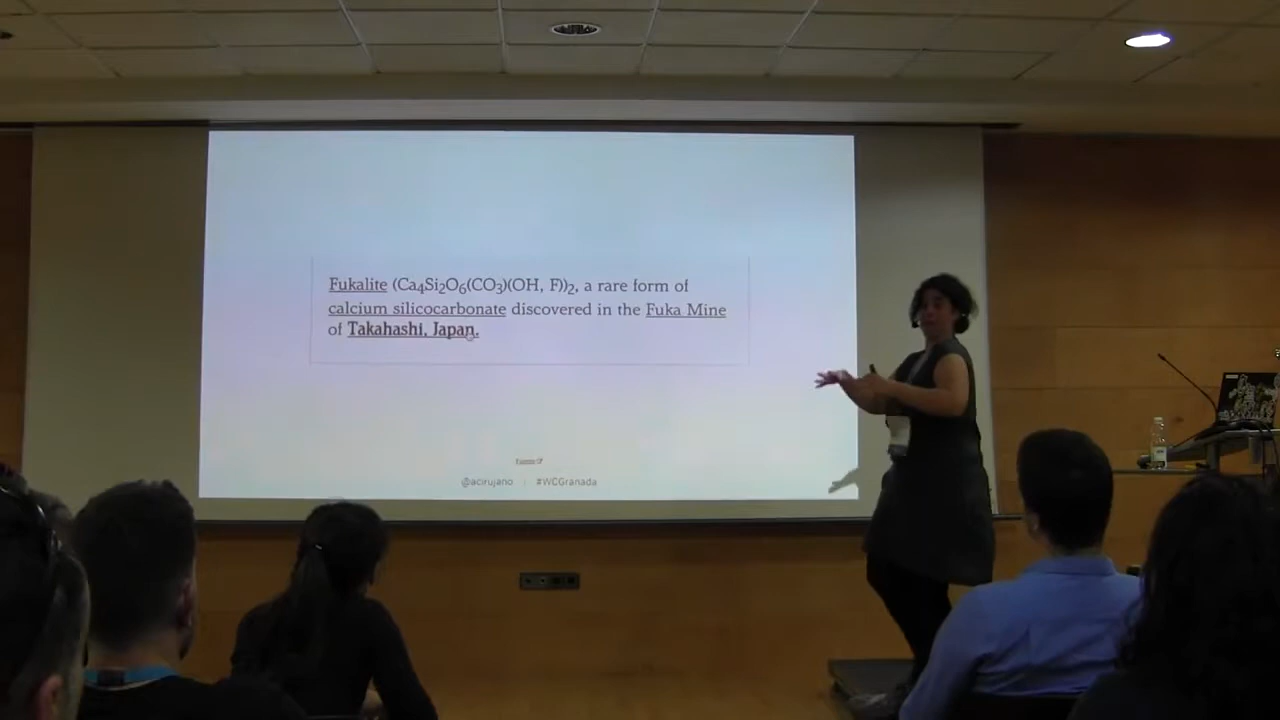 Fukalite (Ca4Si2O6(CO3)(OH, F))2, a rare form of
calcium silicocarbonate discovered in the Fuka Mine
of Takahashi, Japan.
@acirujano | #WCGranada